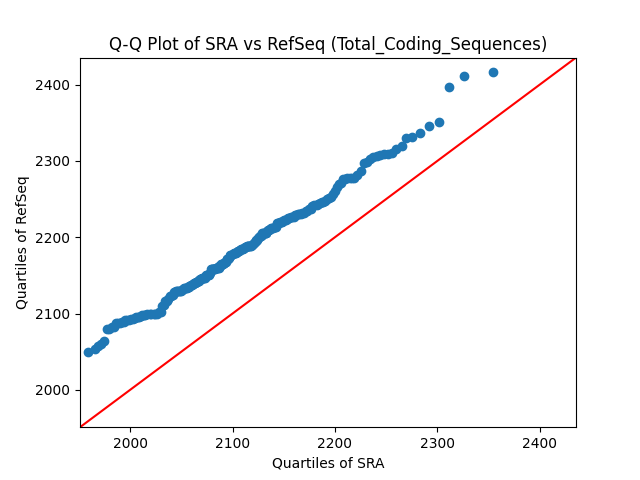 Q-Q Plot of SRA vs RefSeq (Total_Coding_Sequences)
Quartiles of RefSeq
2400
2300
2200
2100
2000
2000 2100 2200 2300 2400
Quartiles of SRA